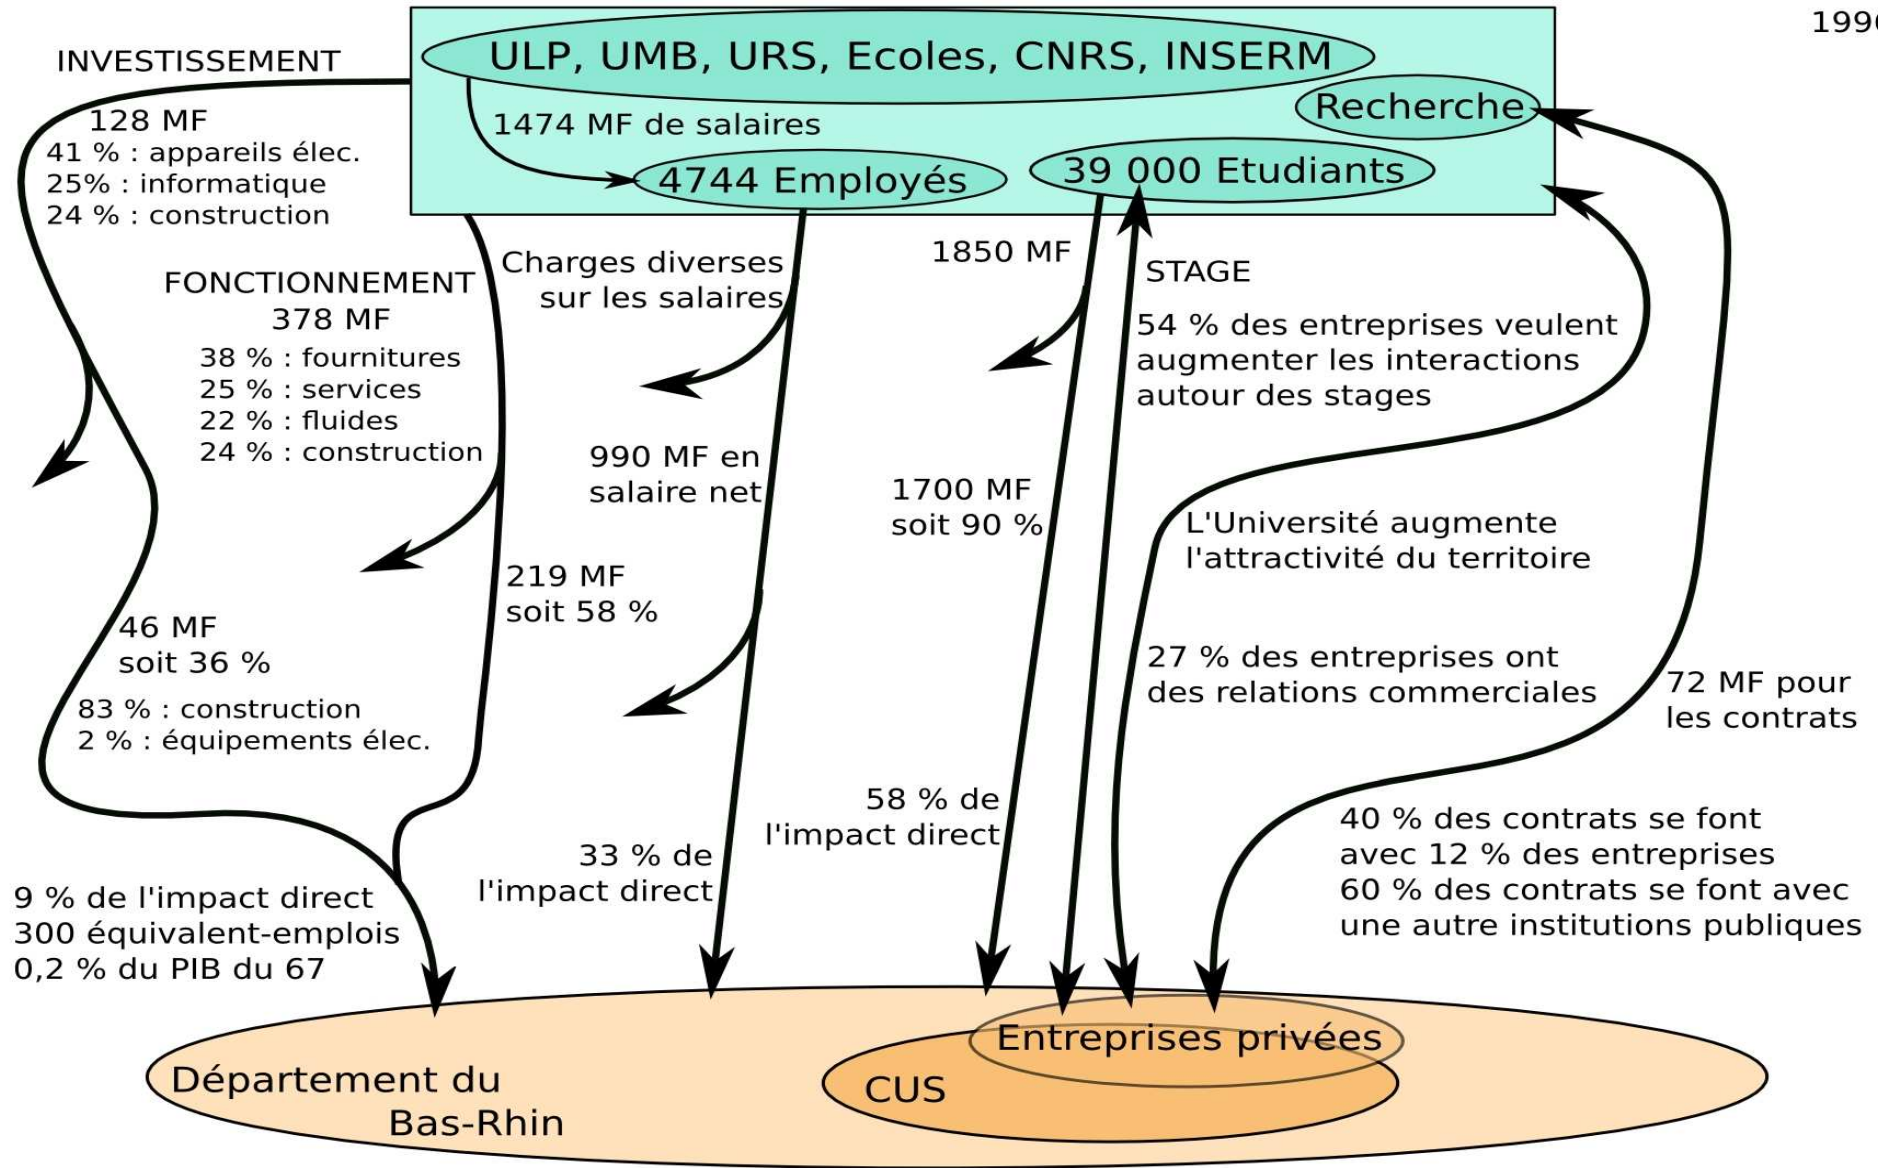 1996
ULP, UMB, URS, Ecoles, CNRS, INSERM
Recherche
1474 MF de salaires
4744 Employés
39 000 Etudiants
INVESTISSEMENT
128 MF
41 % : appareils élec.
25% : informatique
24 % : construction
FONCTIONNEMENT
378 MF
38 % : fournitures
25 % : services
22 % : fluides
24 % : construction
Charges diverses
sur les salaires
1850 MF
STAGE
54 % des entreprises veulent
augmenter les interactions
autour des stages
990 MF en
salaire net
1700 MF
soit 90 %
L'Université augmente
l'attractivité du territoire
219 MF
soit 58 %
46 MF
soit 36 %
83 % : construction
2 % : équipements élec.
27 % des entreprises ont
des relations commerciales
72 MF pour
les contrats
58 % de
l'impact direct
33 % de
l'impact direct
40 % des contrats se font
avec 12 % des entreprises
60 % des contrats se font avec
une autre institutions publiques
9 % de l'impact direct
300 équivalent-emplois
0,2 % du PIB du 67
Entreprises privées
CUS
Département du
Bas-Rhin